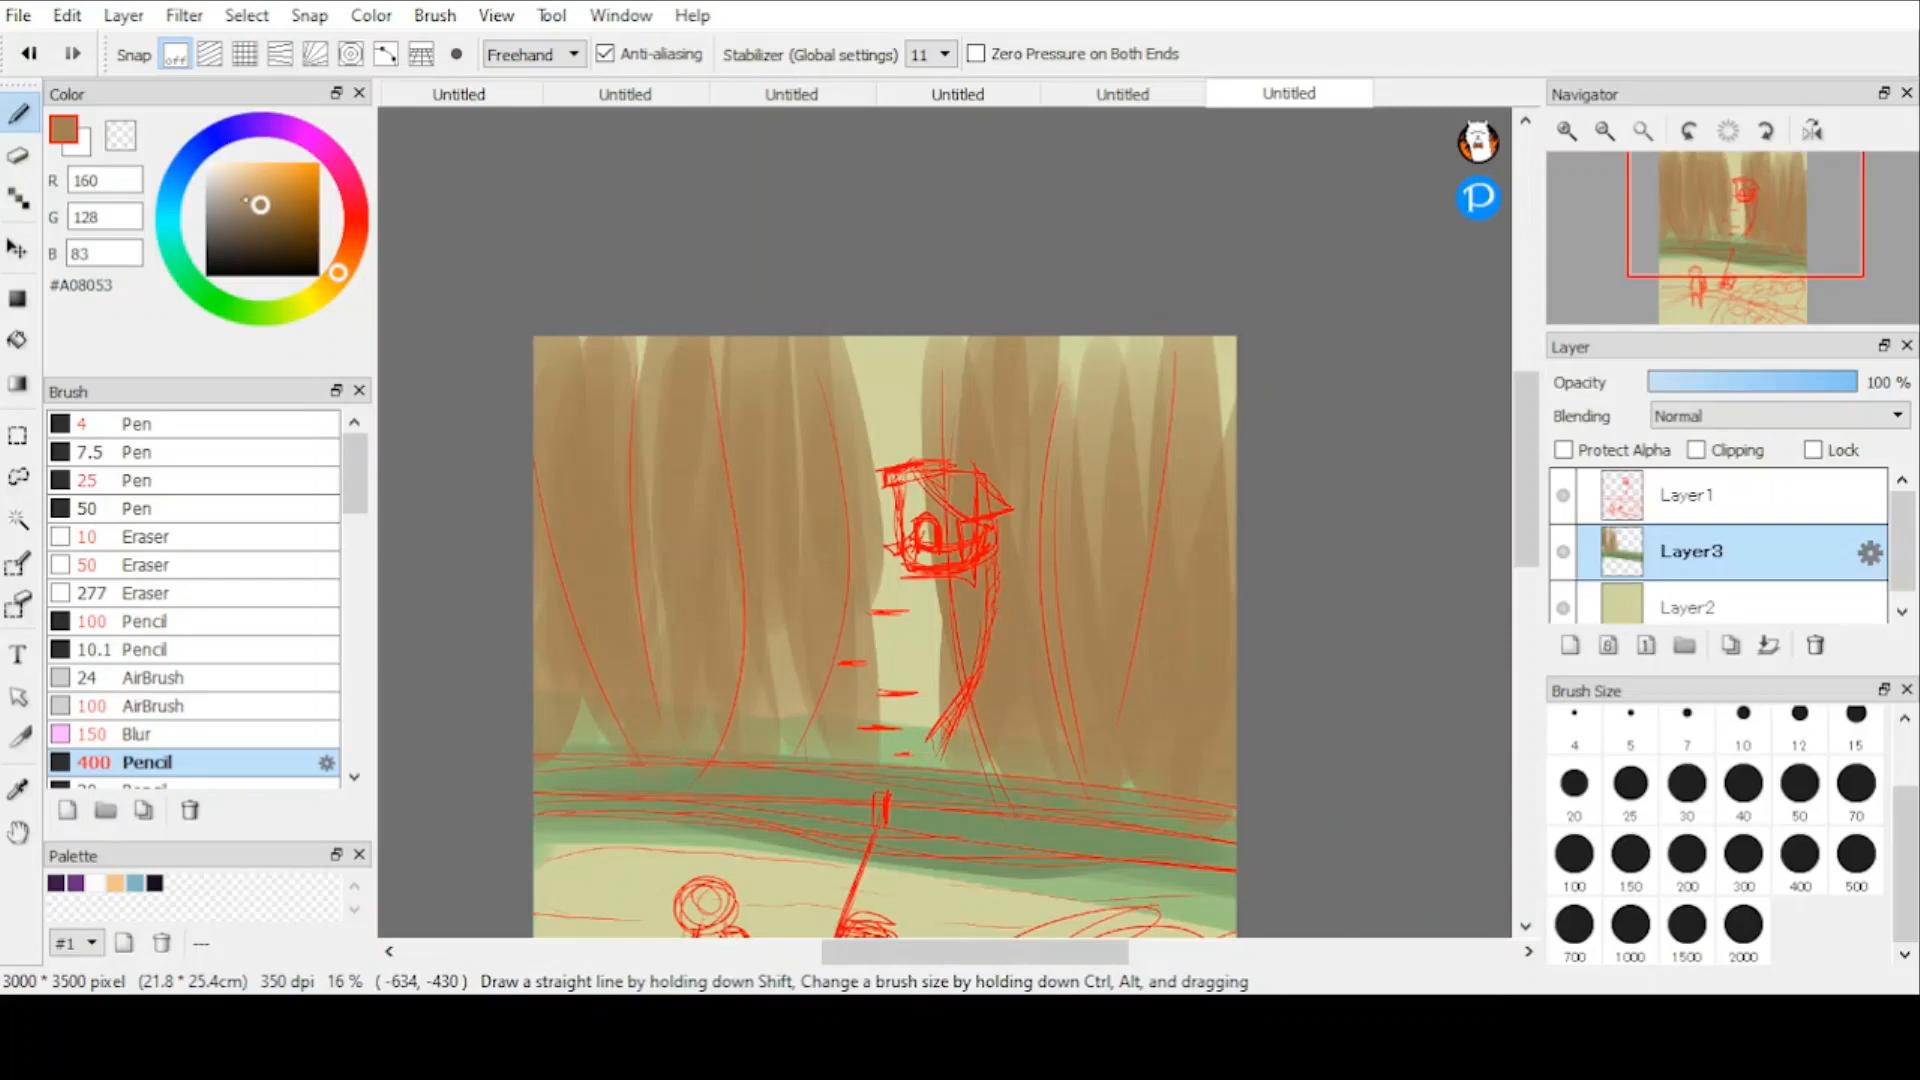 File Edit Layer Filter Select Snap Color Brush View Tool Window Help
Snap off Freehand Anti-aliasing Stabilizer (Global settings) 11 Zero Pressure on Both Ends
Color
R 160
G 128
B 83
#A08053
Brush
4 Pen
7.5 Pen
25 Pen
50 Pen
10 Eraser
50 Eraser
277 Eraser
100 Pencil
10.1 Pencil
24 AirBrush
100 AirBrush
150 Blur
400 Pencil
Palette
#1 ---
Untitled Untitled Untitled Untitled Untitled Untitled
P
Navigator
Layer
Opacity 100 %
Blending Normal
Protect Alpha Clipping Lock
Layer1
Layer3
Layer2
8 1
Brush Size
4 5 7 10 12 15
20 25 30 40 50 70
100 150 200 300 400 500
700 1000 1500 2000
3000 * 3500 pixel (21.8 * 25.4cm) 350 dpi 16 % ( -634, -430 ) Draw a straight line by holding down Shift, Change a brush size by holding down Ctrl, Alt, and dragging